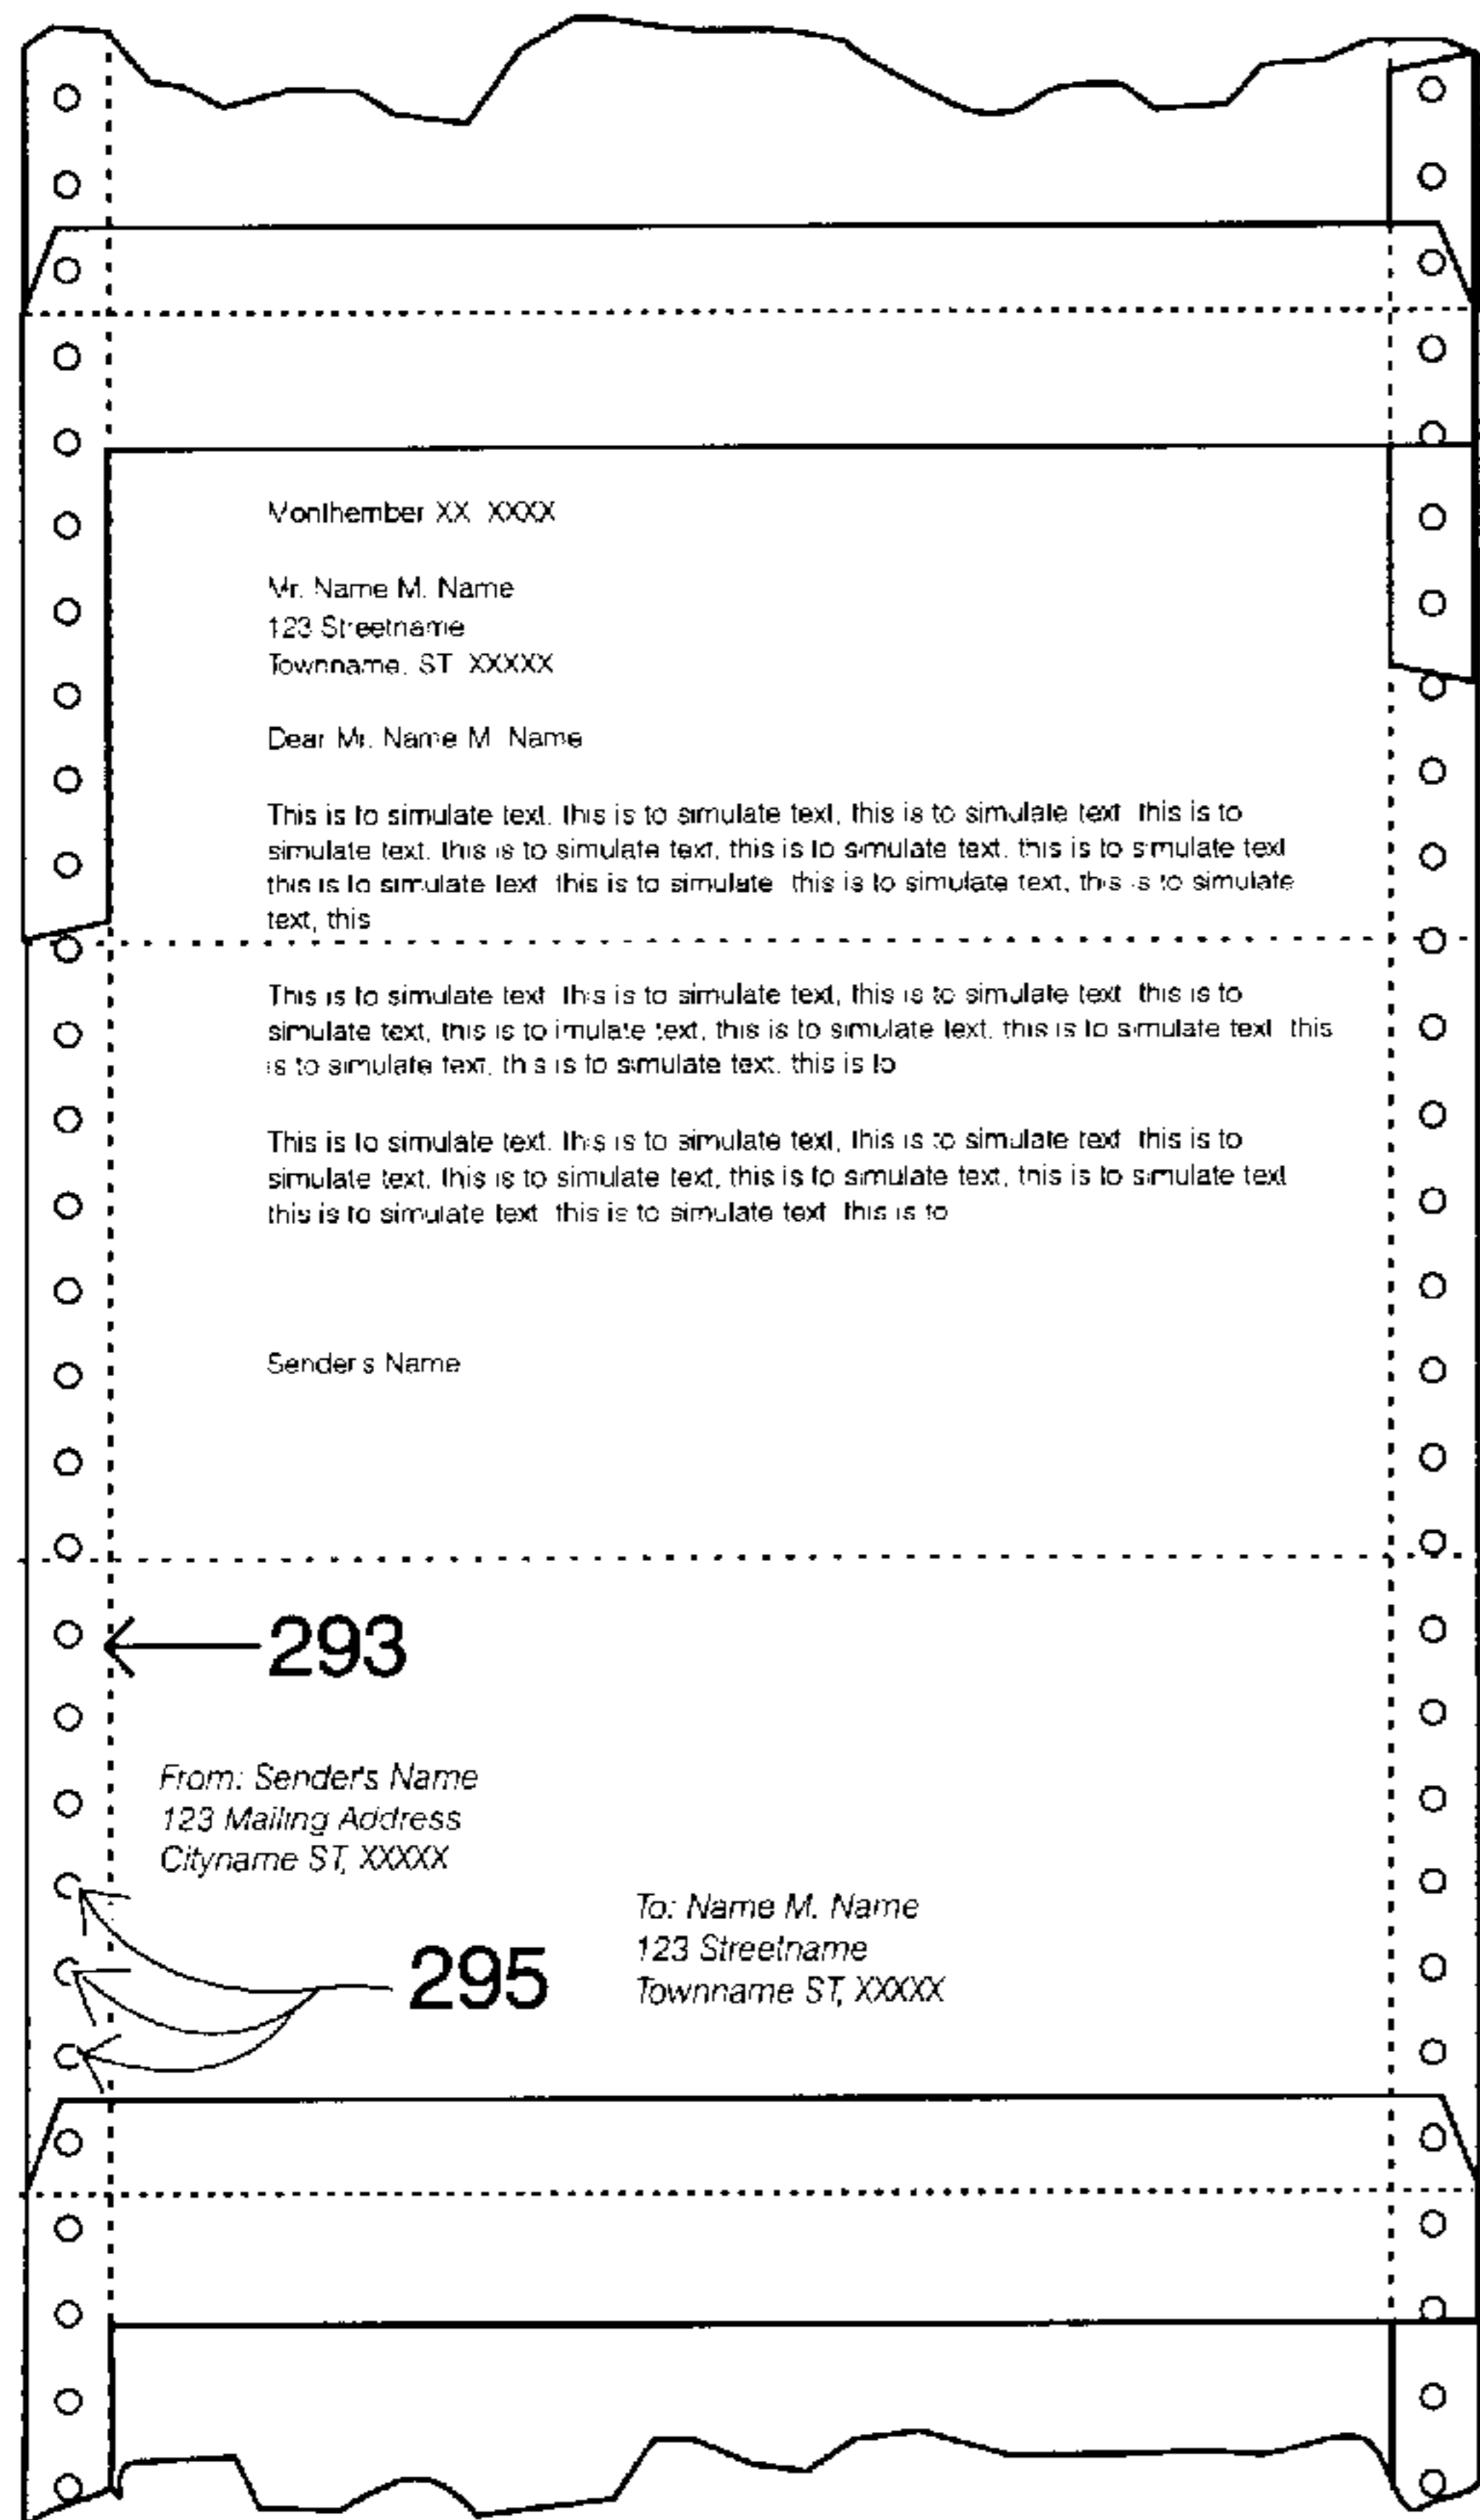 Monthember XX XXXX
Mr. Name M. Name
123 Streetname
Townname, ST XXXXX
Dear Mr. Name M. Name
This is to simulate text, this is to simulate text, this is to simulate text this is to
simulate text, this is to simulate text, this is to simulate text, this is to simulate text
this is to simulate text this is to simulate this is to simulate text, this is to simulate
text, this
This is to simulate text this is to simulate text, this is to simulate text this is to
simulate text, this is to imulate text, this is to simulate text, this is to simulate text this
is to simulate text, this is to simulate text, this is to
This is to simulate text. this is to simulate text, this is to simulate text this is to
simulate text, this is to simulate text, this is to simulate text, this is to simulate text
this is to simulate text this is to simulate text this is to
Sender's Name
293
From: Sender's Name
123 Mailing Address
Cityname ST, XXXXX
To: Name M. Name
123 Streetname
Townname ST, XXXXX
295